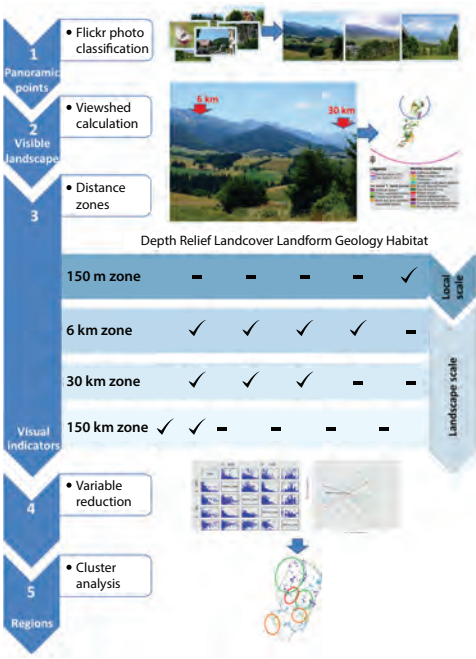 1
Panoramic
points
• Flickr photo
classification
2
Visible
landscape
• Viewshed
calculation
6 km
30 km
3
• Distance
zones
Depth Relief Landcover Landform Geology Habitat
150 m zone - - - - ✓
6 km zone ✓ ✓ ✓ ✓ -
30 km zone ✓ ✓ ✓ - -
150 km zone ✓ ✓ - - - -
Local
scale
Landscape scale
Visual
indicators
4
• Variable
reduction
5
Regions
• Cluster
analysis